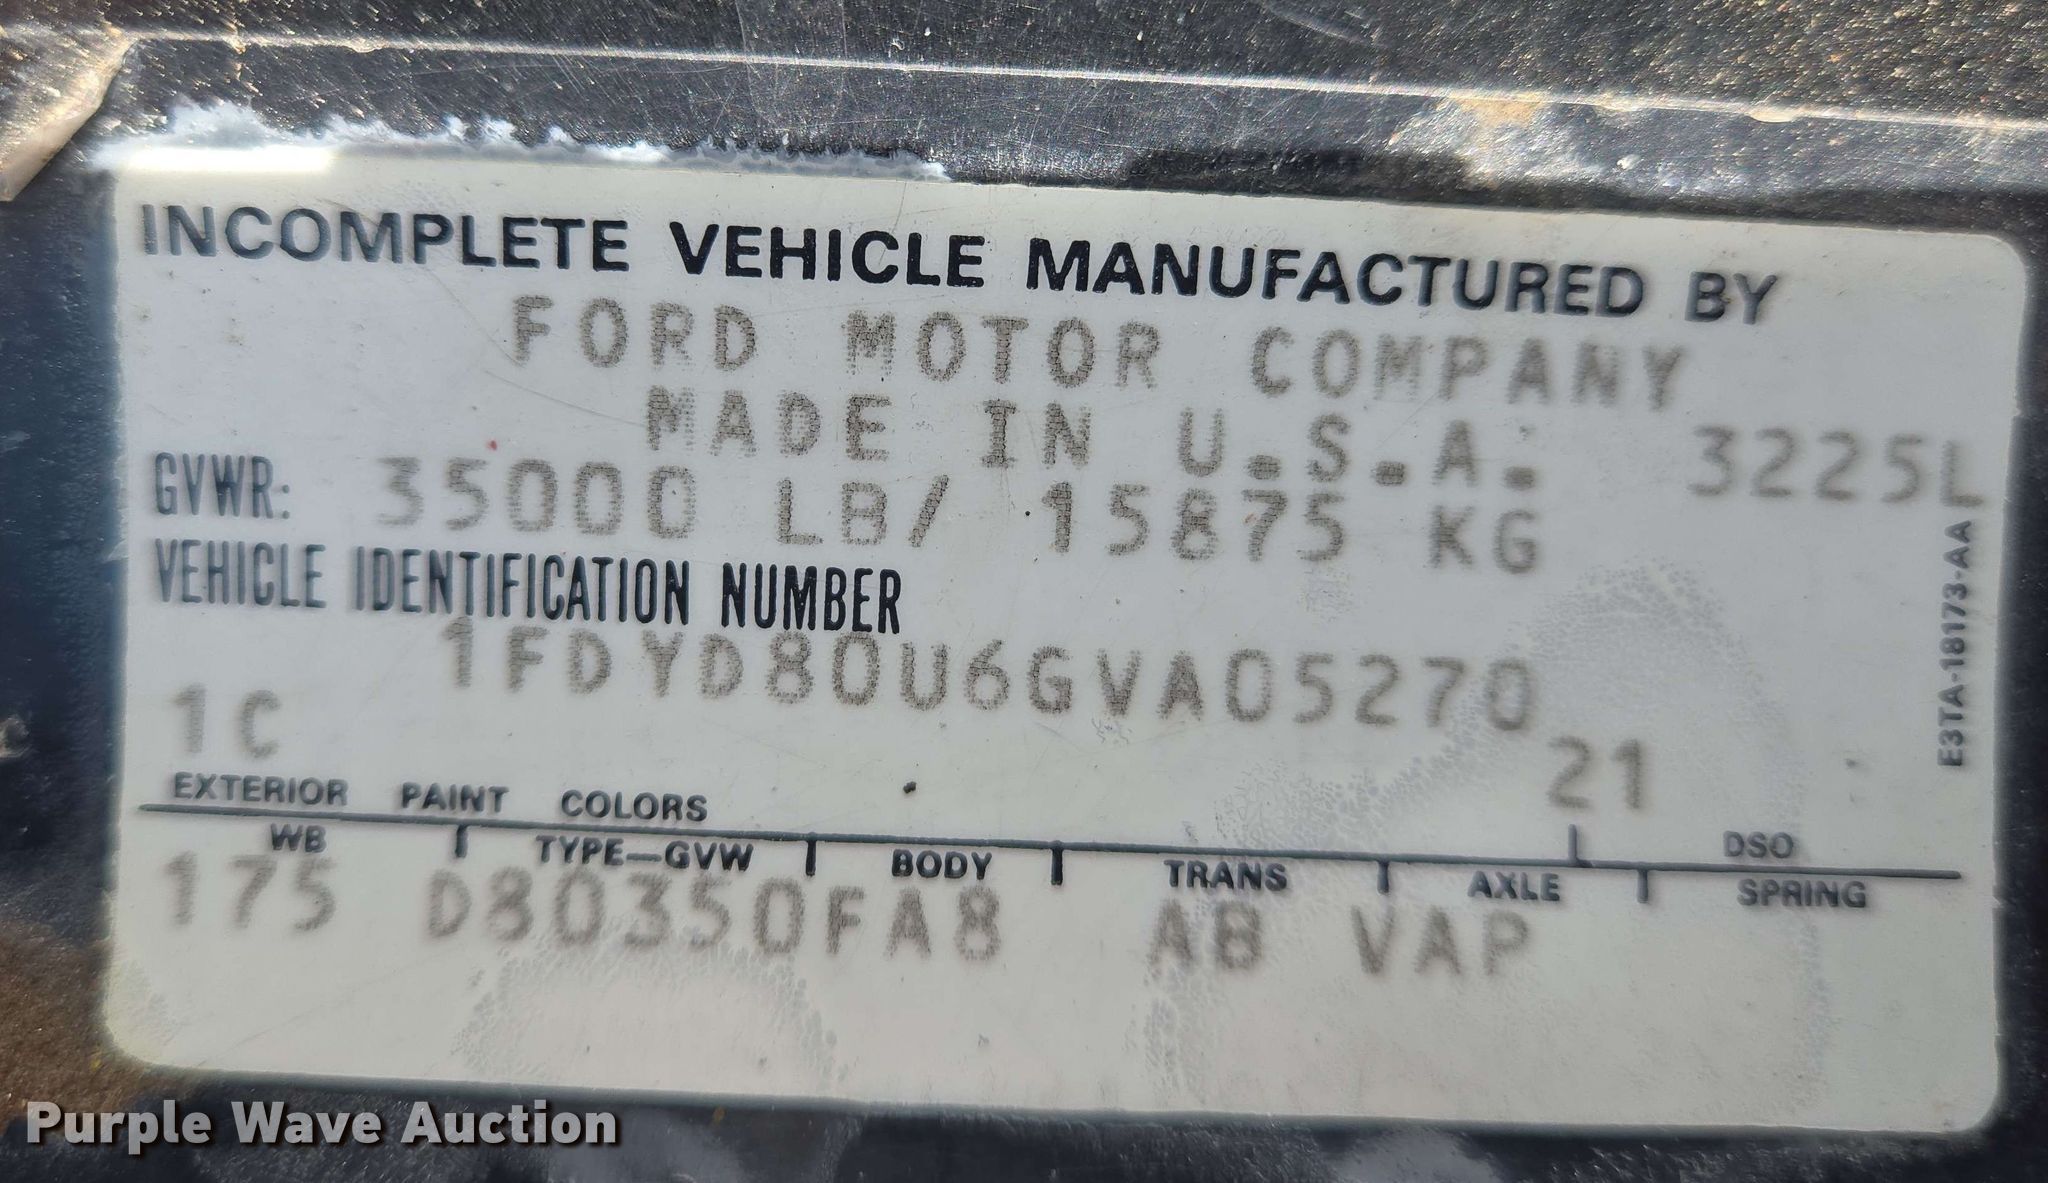 INCOMPLETE VEHICLE MANUFACTURED BY
FORD MOTOR COMPANY
MADE IN U.S.A.
3225L
GVWR: 35000 LB/ 15875 KG
VEHICLE IDENTIFICATION NUMBER
1FDYD80U6GVA05270
1C
21
EXTERIOR PAINT COLORS
DSO
WB TYPE-GVW BODY TRANS AXLE SPRING
175 D80350FA8 AB VAP
E3TA-18173-AA
Purple Wave Auction